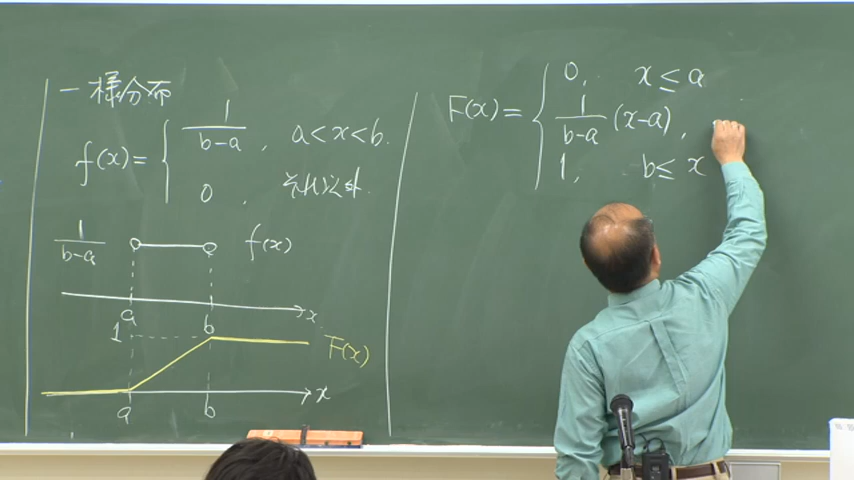 一様分布
f(x)= { 1/(b-a) , a<x<b.
0 , それ以外.
1/(b-a) f(x)
a b x
1 F(x)
a b x
F(x)= { 0, x≤a
1/(b-a) (x-a),
1, b≤x